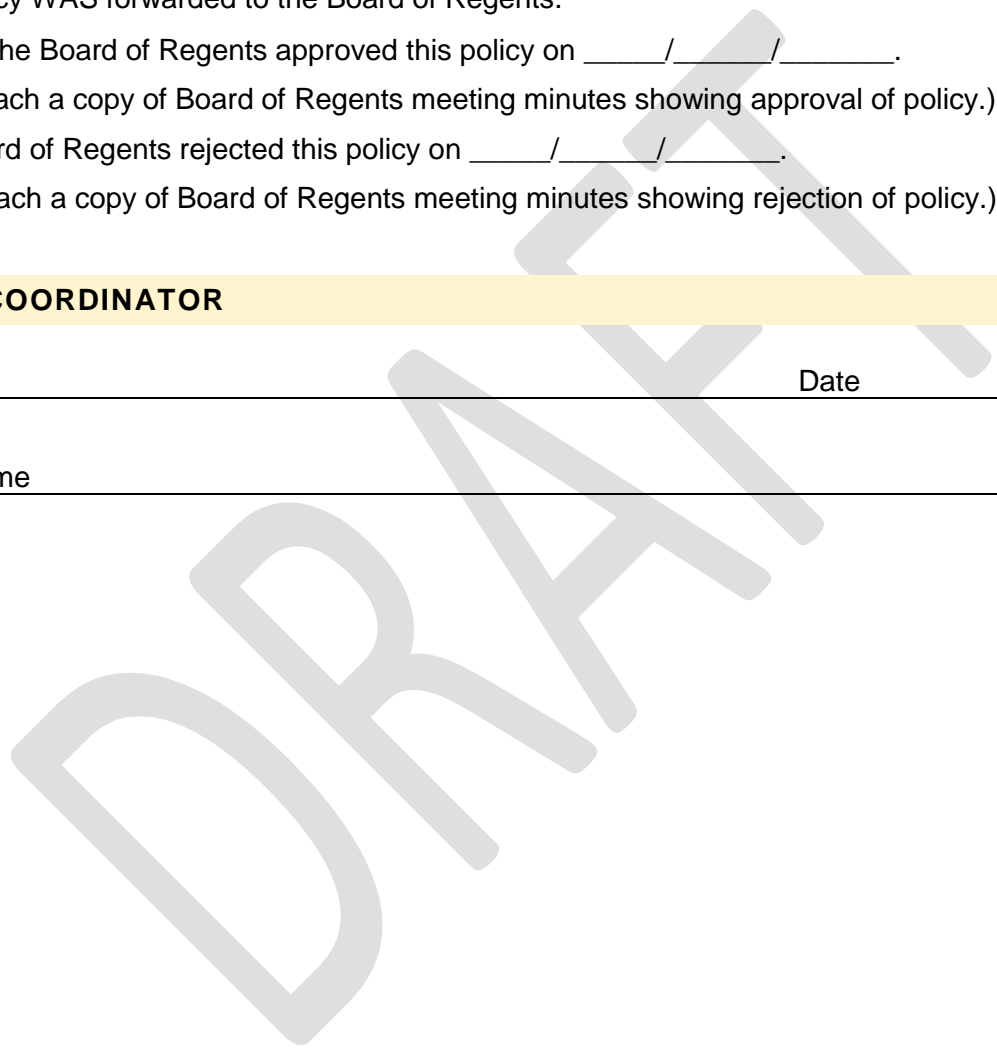 cy WAS forwarded to the Board of Regents.
he Board of Regents approved this policy on _____/______/_______.
ach a copy of Board of Regents meeting minutes showing approval of policy.)
rd of Regents rejected this policy on _____/______/_______.
ach a copy of Board of Regents meeting minutes showing rejection of policy.)
COORDINATOR
Date
me
DRAFT